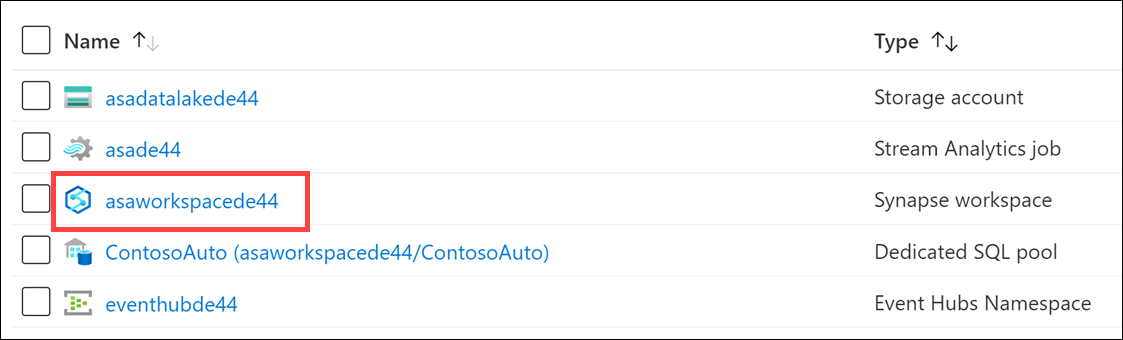 Name ↑↓ Type ↑↓
asadatalakede44 Storage account
asade44 Stream Analytics job
asaworkspacede44 Synapse workspace
ContosoAuto (asaworkspacede44/ContosoAuto) Dedicated SQL pool
eventhubde44 Event Hubs Namespace